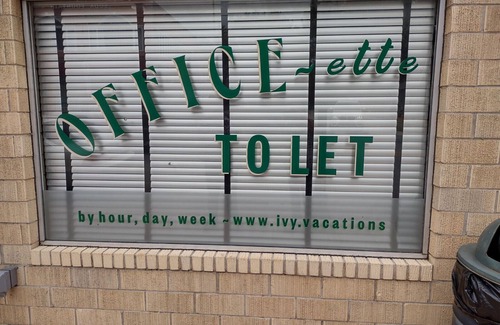 OFFICE~ette
TO LET
by hour, day, week ~ www.ivy.vacations